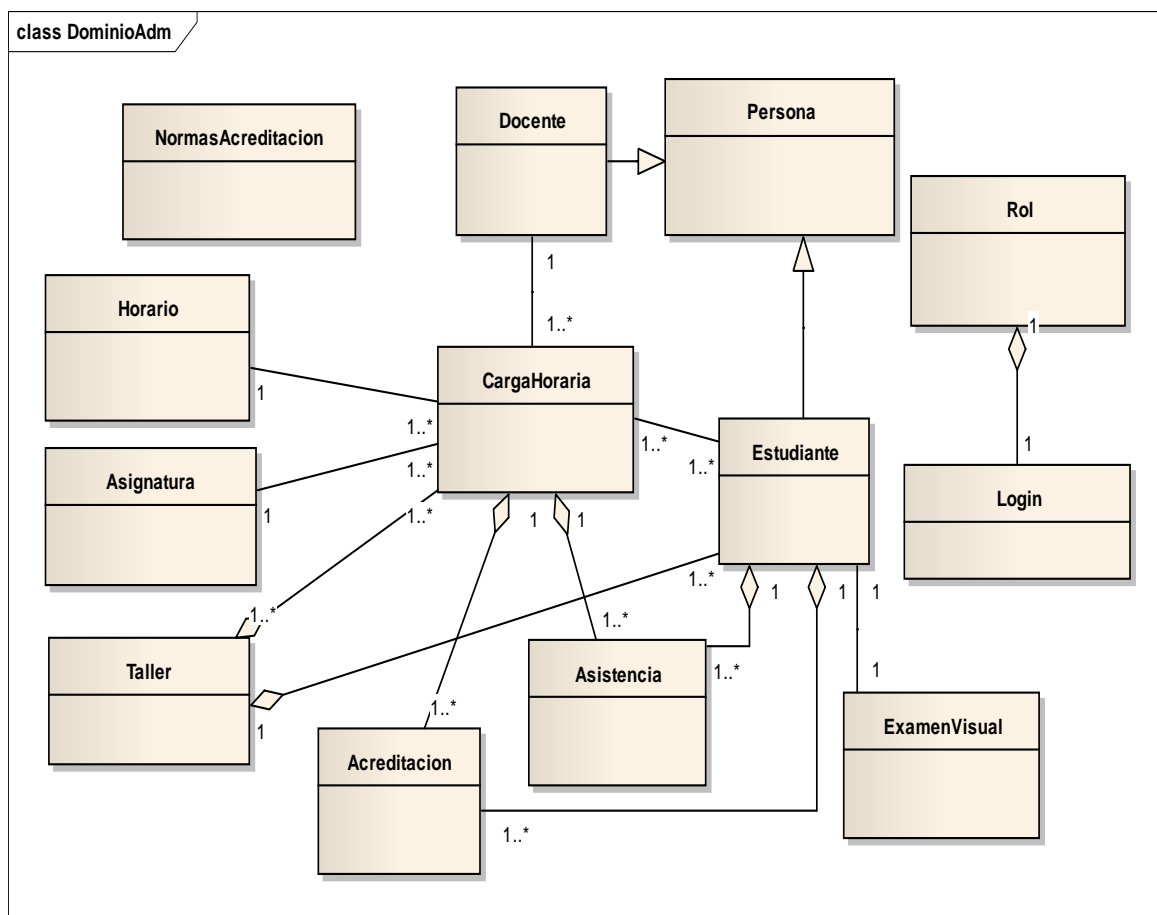 class DominioAdm
Docente
Persona
NormasAcreditacion
Rol
1
Horario
1..*
1
CargaHoraria
1
1..*
1..*
1..*
Estudiante
1
Asignatura
1..*
1..*
1
1..*
Login
1
1
1..*
1
1
1
1..*
1..*
Taller
Asistencia
1..*
1
1
ExamenVisual
1..*
Acreditacion
1..*